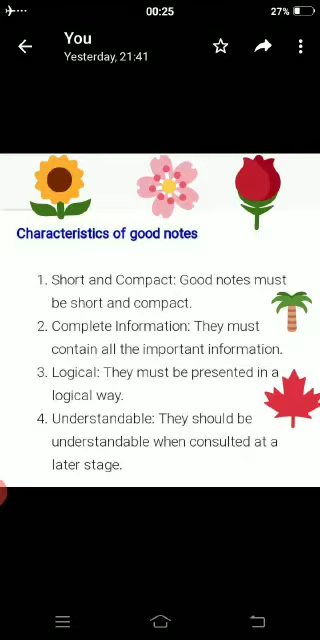 00:25
27%
You
Yesterday, 21:41
Characteristics of good notes
1. Short and Compact: Good notes must
be short and compact.
2. Complete Information: They must
contain all the important information.
3. Logical: They must be presented in a
logical way.
4. Understandable: They should be
understandable when consulted at a
later stage.